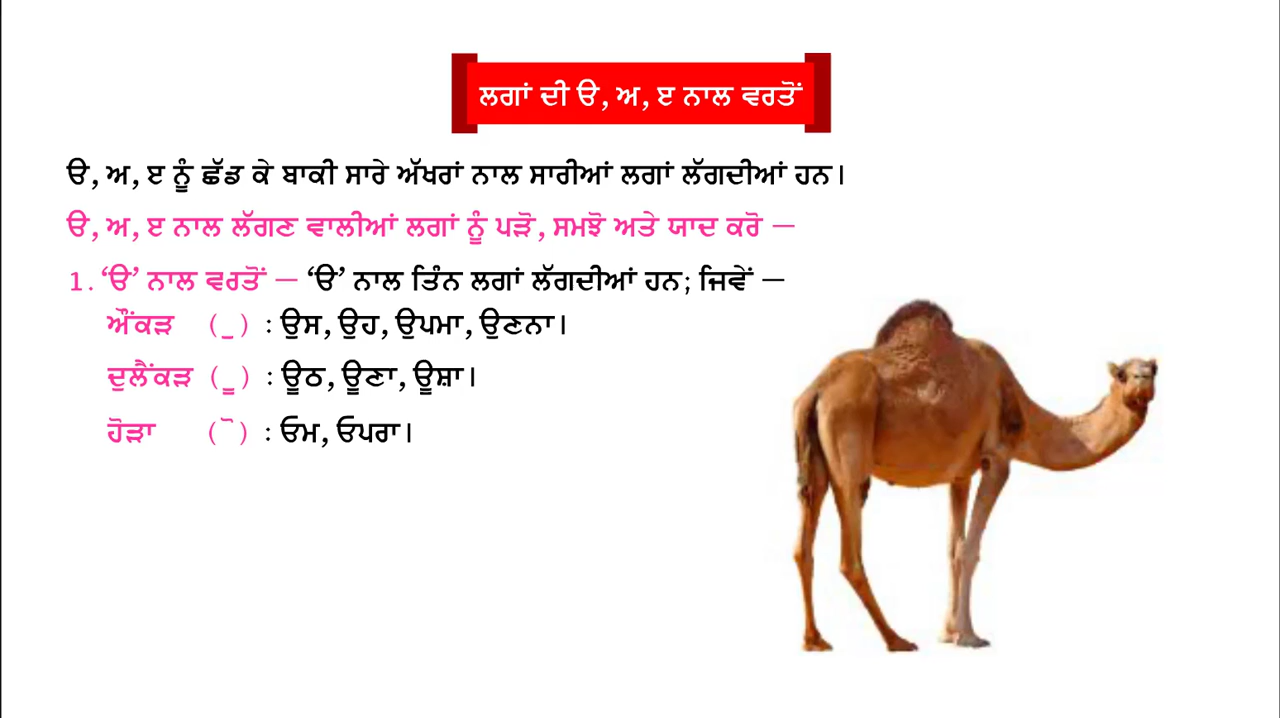 ਲਗਾਂ ਦੀ ੳ, ਅ, ੲ ਨਾਲ ਵਰਤੋਂ
ੳ, ਅ, ੲ ਨੂੰ ਛੱਡ ਕੇ ਬਾਕੀ ਸਾਰੇ ਅੱਖਰਾਂ ਨਾਲ ਸਾਰੀਆਂ ਲਗਾਂ ਲੱਗਦੀਆਂ ਹਨ।
ੳ, ਅ, ੲ ਨਾਲ ਲੱਗਣ ਵਾਲੀਆਂ ਲਗਾਂ ਨੂੰ ਪੜੋ, ਸਮਝੋ ਅਤੇ ਯਾਦ ਕਰੋ —
1. ‘ੳ’ ਨਾਲ ਵਰਤੋਂ — ‘ੳ’ ਨਾਲ ਤਿੰਨ ਲਗਾਂ ਲੱਗਦੀਆਂ ਹਨ; ਜਿਵੇਂ —
ਔਂਕੜ ( ੁ ) : ਉਸ, ਉਹ, ਉਪਮਾ, ਉਣਨਾ।
ਦੁਲੈਂਕੜ ( ੂ ) : ਊਠ, ਊਣਾ, ਊਸ਼ਾ।
ਹੋੜਾ ( ੋ ) : ਓਮ, ਓਪਰਾ।